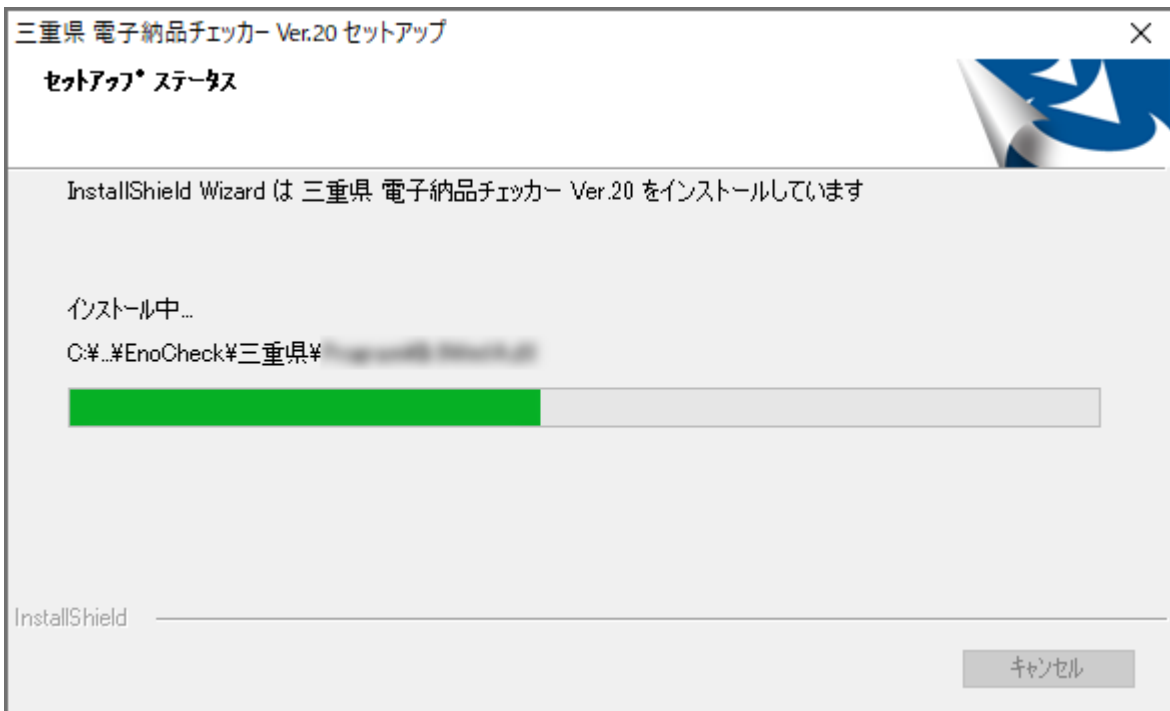 三重県 電子納品チェッカー Ver.20 セットアップ
セットアップ ステータス
InstallShield Wizard は 三重県 電子納品チェッカー Ver.20 をインストールしています
インストール中...
C:¥...¥EnoCheck¥三重県¥
InstallShield
キャンセル